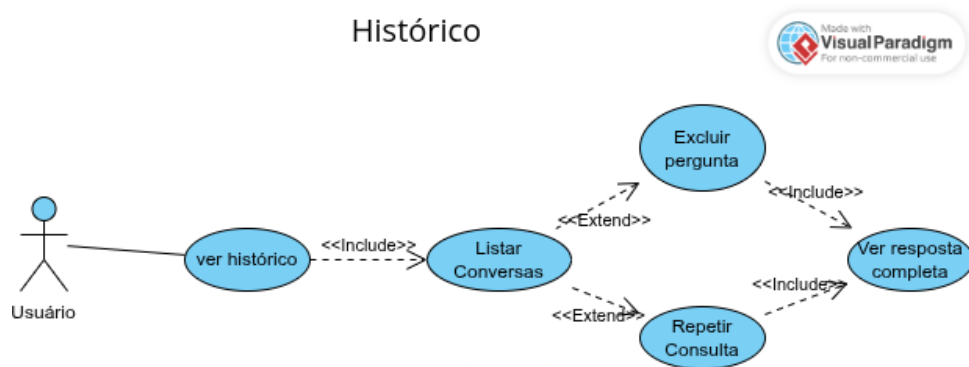 Histórico
Made with
Visual Paradigm
For non-commercial use
Excluir
pergunta
<<Extend>>
<<Include>>
Usuário
ver histórico
<<Include>>
Listar
Conversas
Ver resposta
completa
<<Extend>>
<<Include>>
Repetir
Consulta